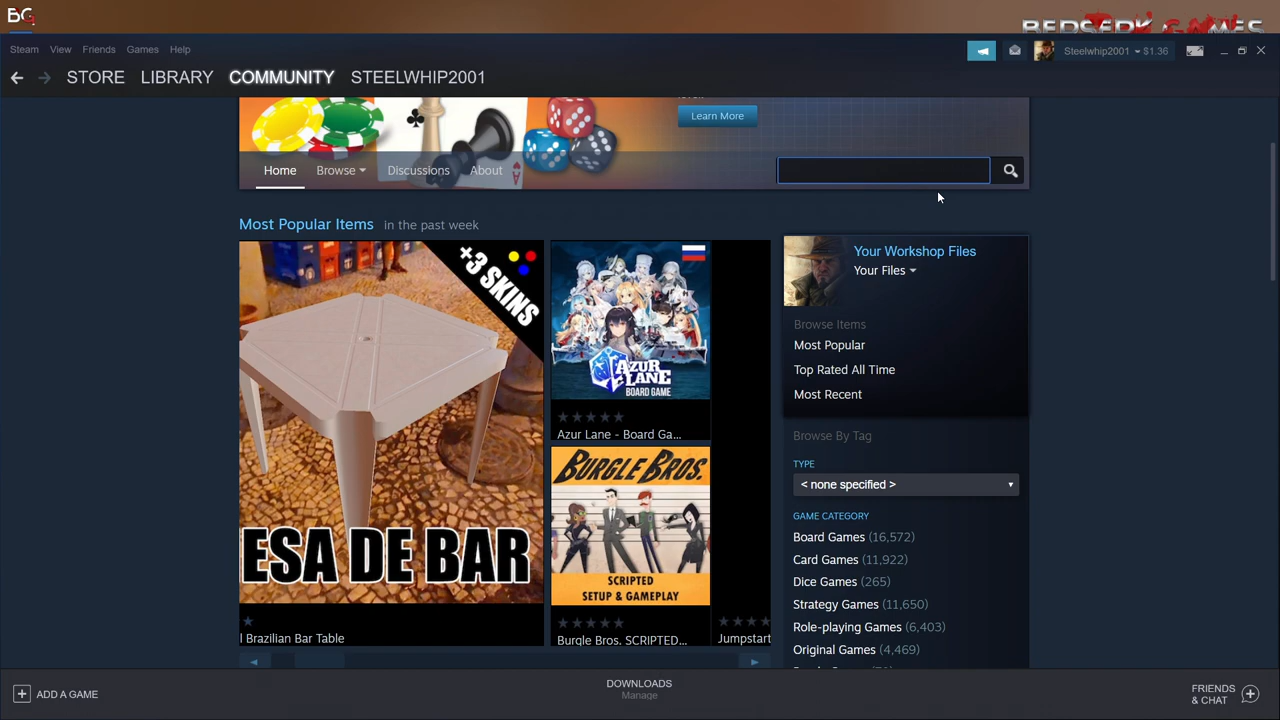 BG
BERSERK GAMES
Steam View Friends Games Help
Steelwhip2001 $1.36
STORE LIBRARY COMMUNITY STEELWHIP2001
Learn More
Home Browse Discussions About
Most Popular Items in the past week
+3 SKINS
ESA DE BAR
l Brazilian Bar Table
AZUR LANE
BOARD GAME
Azur Lane - Board Ga...
BURGLE BROS.
SCRIPTED
SETUP & GAMEPLAY
Burgle Bros. SCRIPTED...
Jumpstart
Your Workshop Files
Your Files
Browse Items
Most Popular
Top Rated All Time
Most Recent
Browse By Tag
TYPE
< none specified >
GAME CATEGORY
Board Games (16,572)
Card Games (11,922)
Dice Games (265)
Strategy Games (11,650)
Role-playing Games (6,403)
Original Games (4,469)
ADD A GAME
DOWNLOADS
Manage
FRIENDS
& CHAT